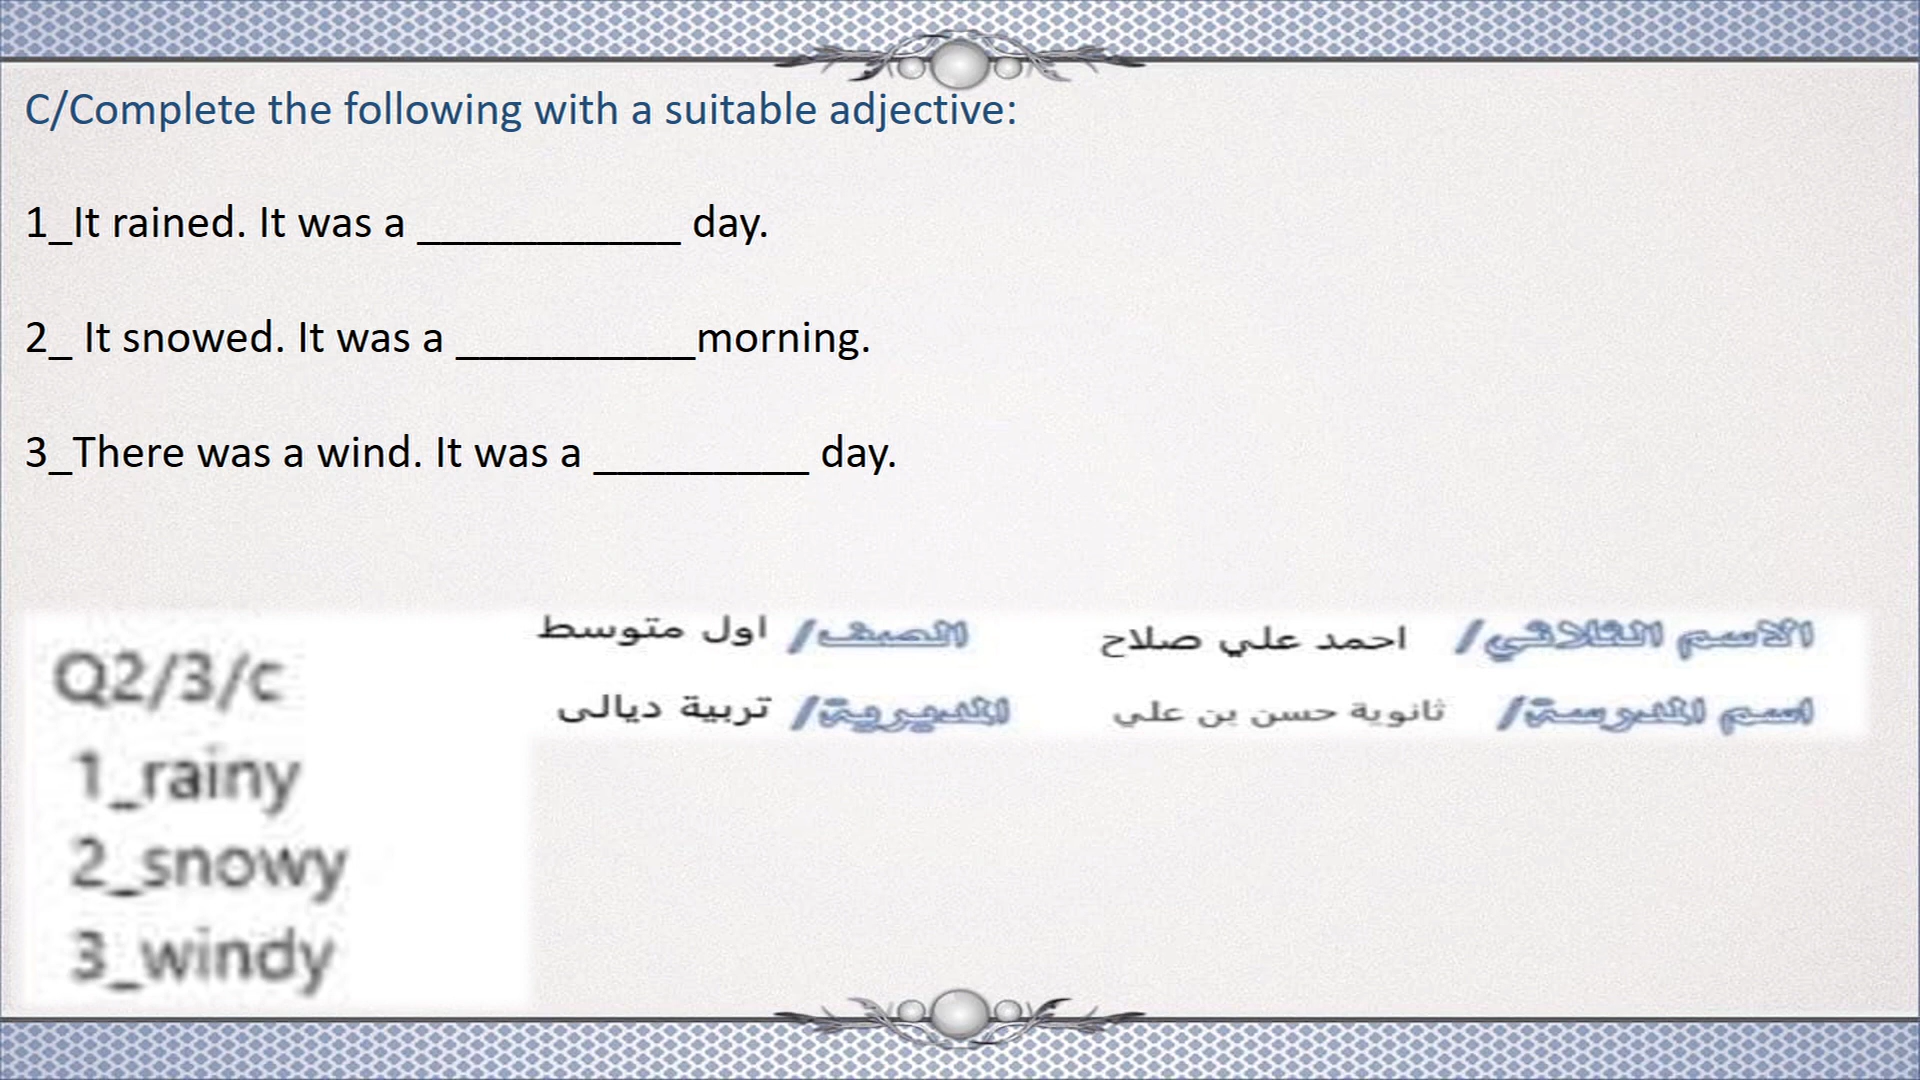 C/Complete the following with a suitable adjective:
1_It rained. It was a ___________ day.
2_ It snowed. It was a __________morning.
3_There was a wind. It was a _________ day.
الاسم الثلاثي/ احمد علي صلاح
الصف/ اول متوسط
اسم المدرسة/ ثانوية حسن بن علي
المديرية/ تربية ديالى
Q2/3/c
1_rainy
2_snowy
3_windy